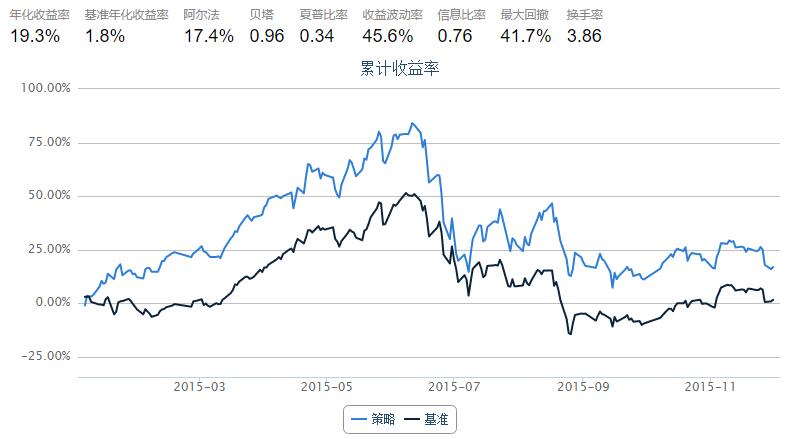 年化收益率 基准年化收益率 阿尔法 贝塔 夏普比率 收益波动率 信息比率 最大回撤 换手率
19.3% 1.8% 17.4% 0.96 0.34 45.6% 0.76 41.7% 3.86
累计收益率
100.00%
75.00%
50.00%
25.00%
0.00%
-25.00%
2015-03 2015-05 2015-07 2015-09 2015-11
策略 基准